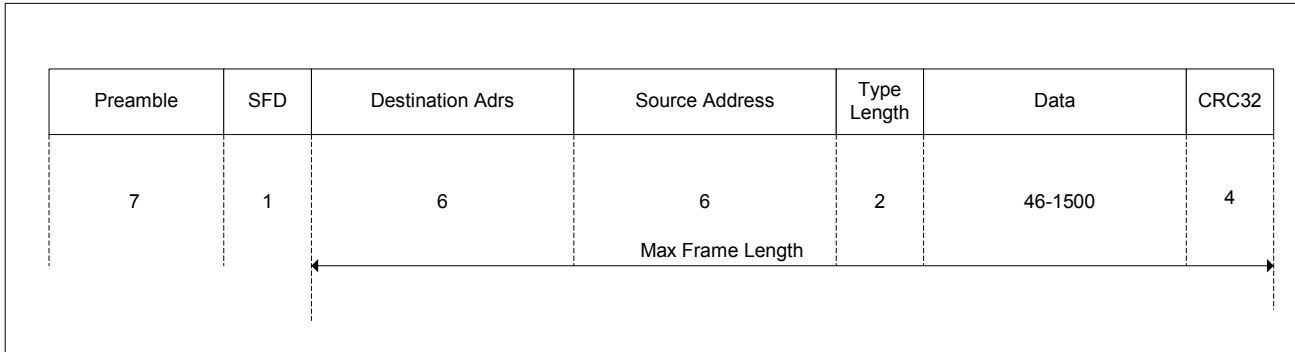 Preamble
SFD
Destination Adrs
Source Address
Type
Length
Data
CRC32
7
1
6
6
2
46-1500
4
Max Frame Length